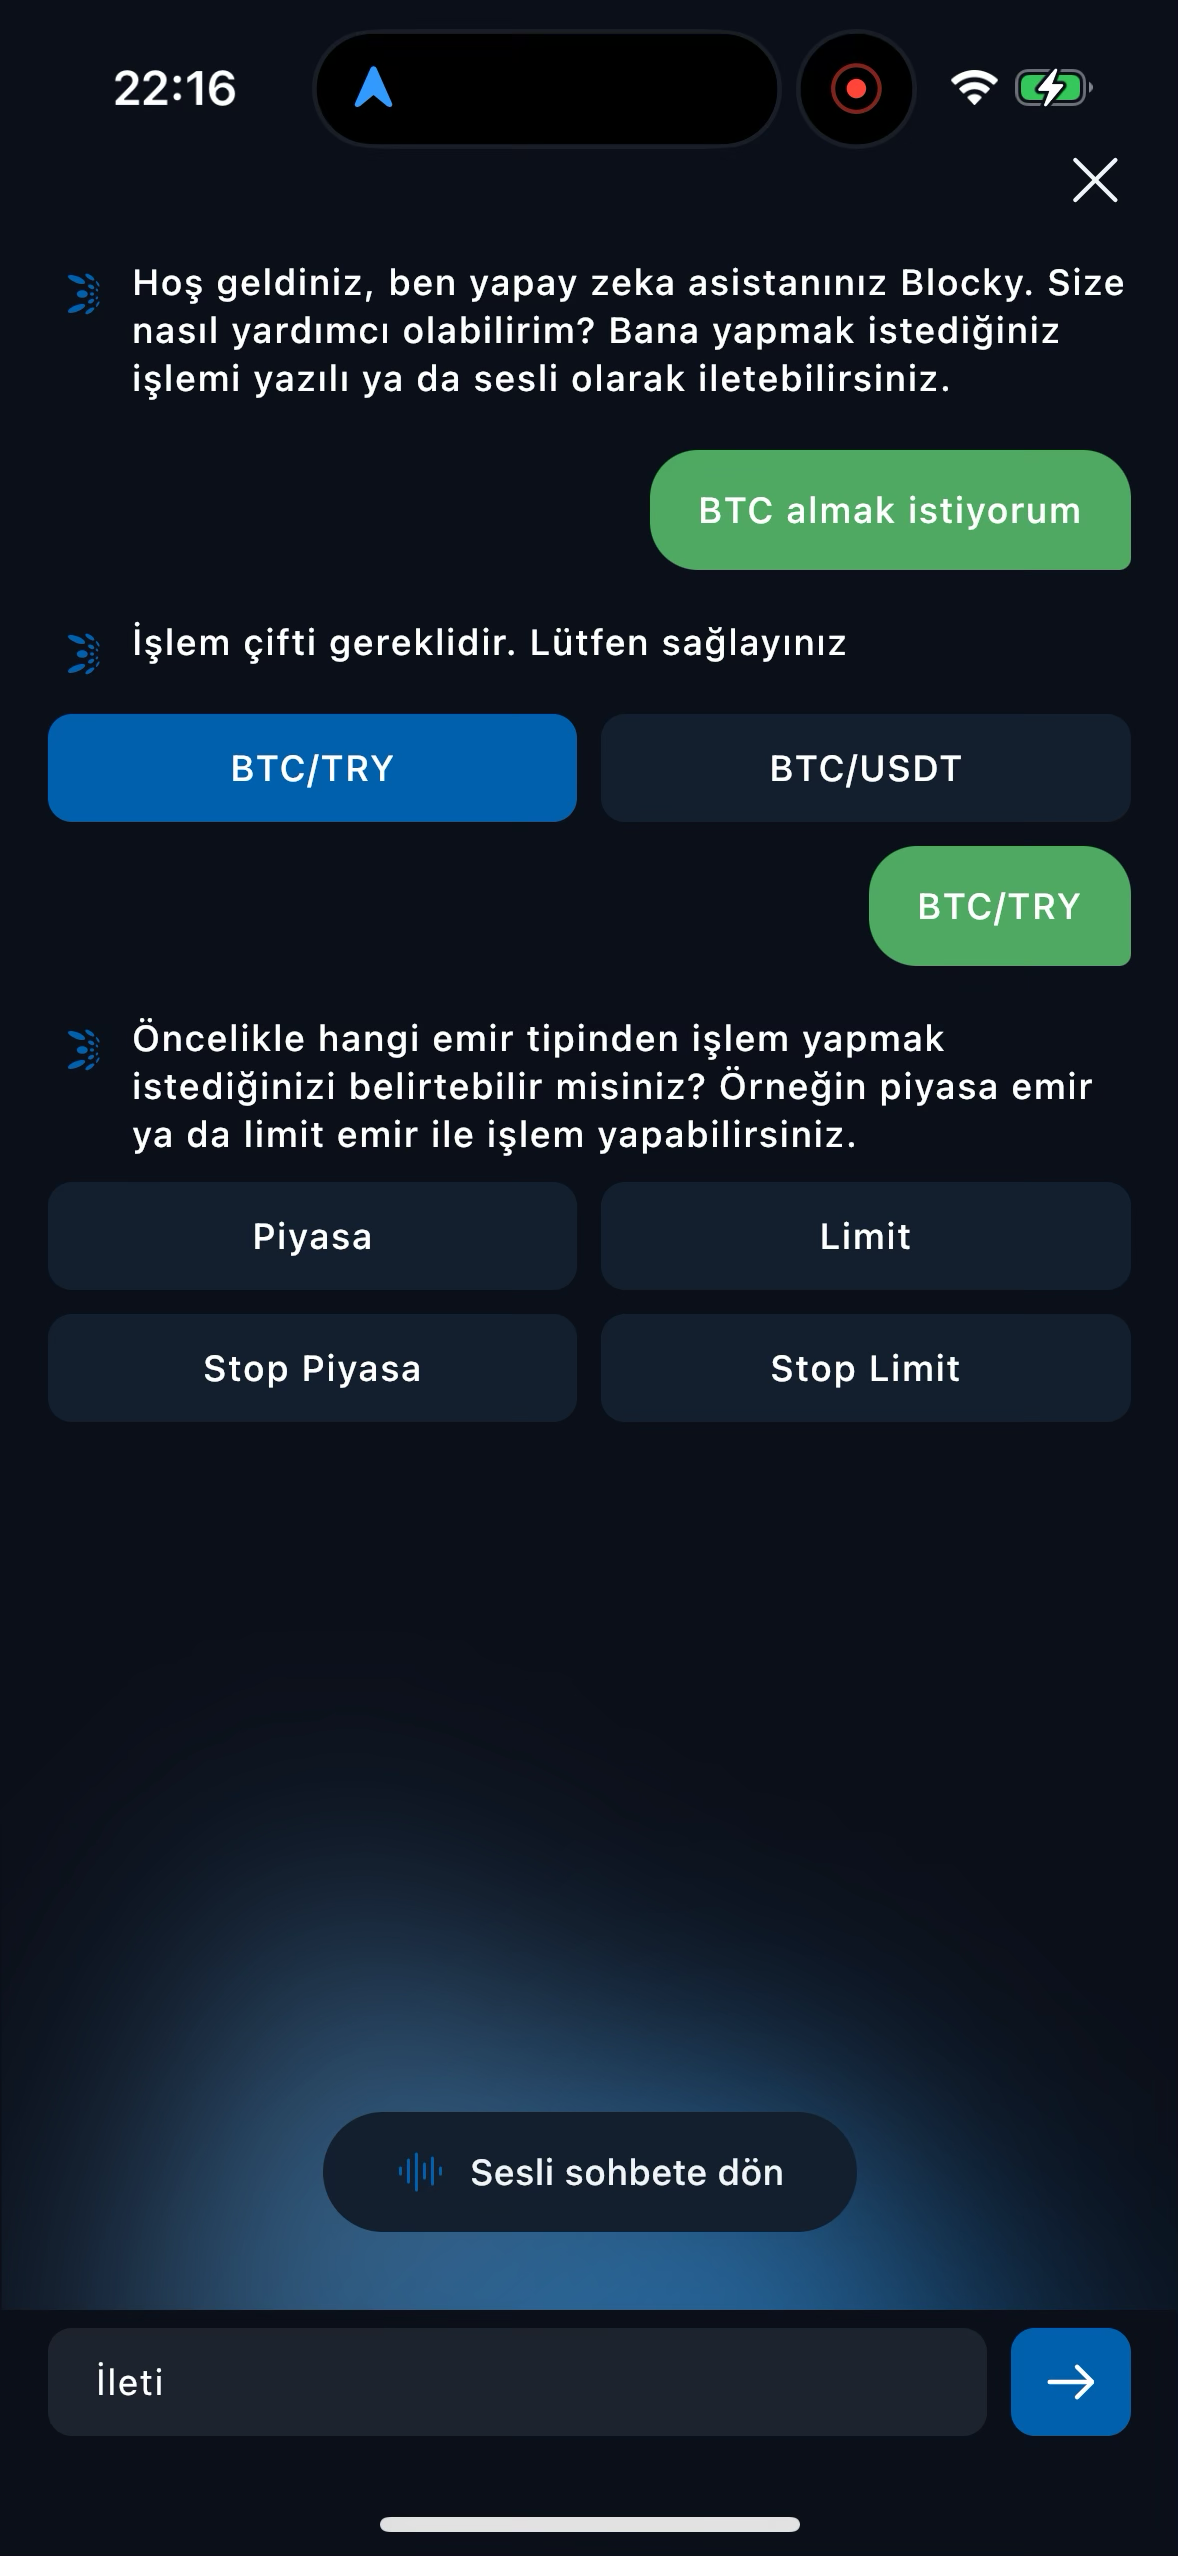 22:16
Hoş geldiniz, ben yapay zeka asistanınız Blocky. Size
nasıl yardımcı olabilirim? Bana yapmak istediğiniz
işlemi yazılı ya da sesli olarak iletebilirsiniz.
BTC almak istiyorum
İşlem çifti gereklidir. Lütfen sağlayınız
BTC/TRY
BTC/USDT
BTC/TRY
Öncelikle hangi emir tipinden işlem yapmak
istediğinizi belirtebilir misiniz? Örneğin piyasa emir
ya da limit emir ile işlem yapabilirsiniz.
Piyasa
Limit
Stop Piyasa
Stop Limit
Sesli sohbete dön
İleti